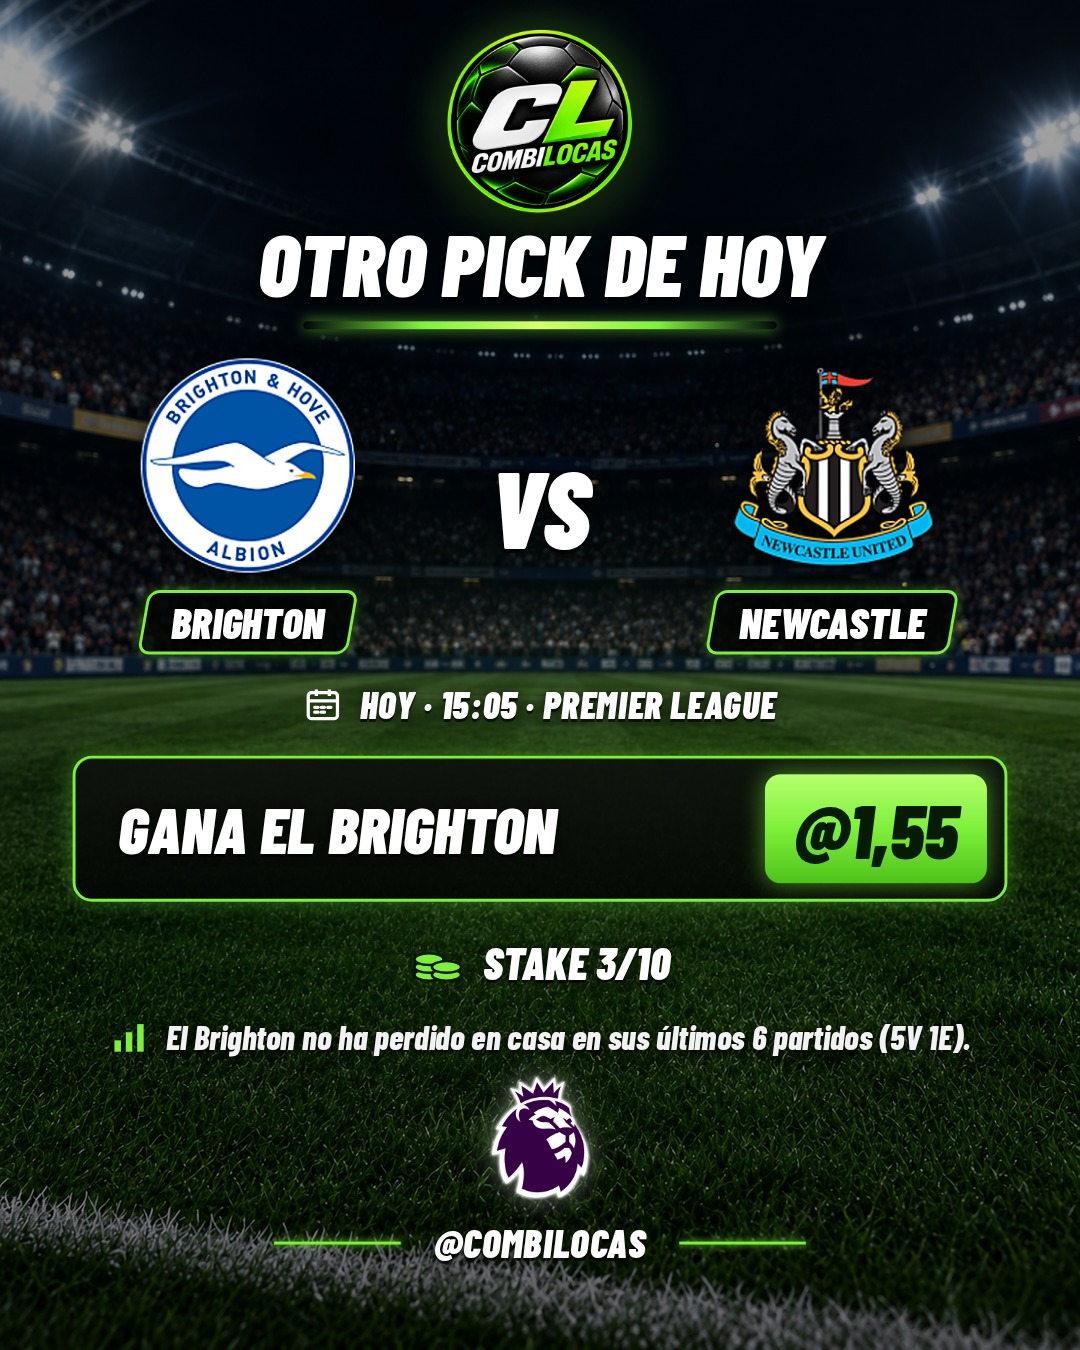 CL
COMBILOCAS
OTRO PICK DE HOY
BRIGHTON & HOVE
ALBION
VS
NEWCASTLE UNITED
BRIGHTON
NEWCASTLE
HOY · 15:05 · PREMIER LEAGUE
GANA EL BRIGHTON
@1,55
STAKE 3/10
El Brighton no ha perdido en casa en sus últimos 6 partidos (5V 1E).
@COMBILOCAS